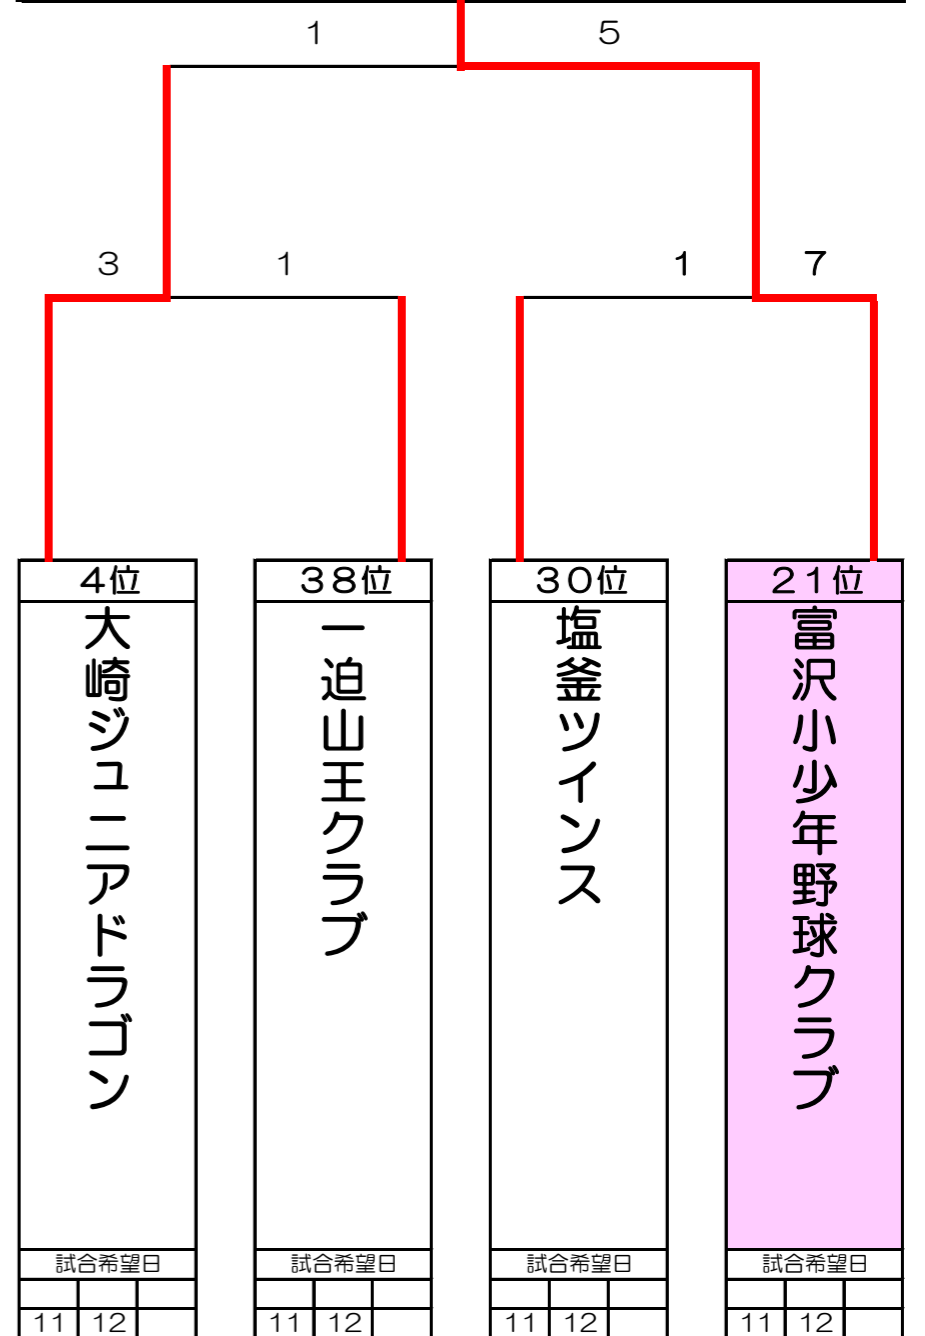 1 5
3 1 1 7
4位 38位 30位 21位
大崎ジュニアドラゴン
一迫山王クラブ
塩釜ツインス
富沢小少年野球クラブ
試合希望日 試合希望日 試合希望日 試合希望日
11 12 11 12 11 12 11 12